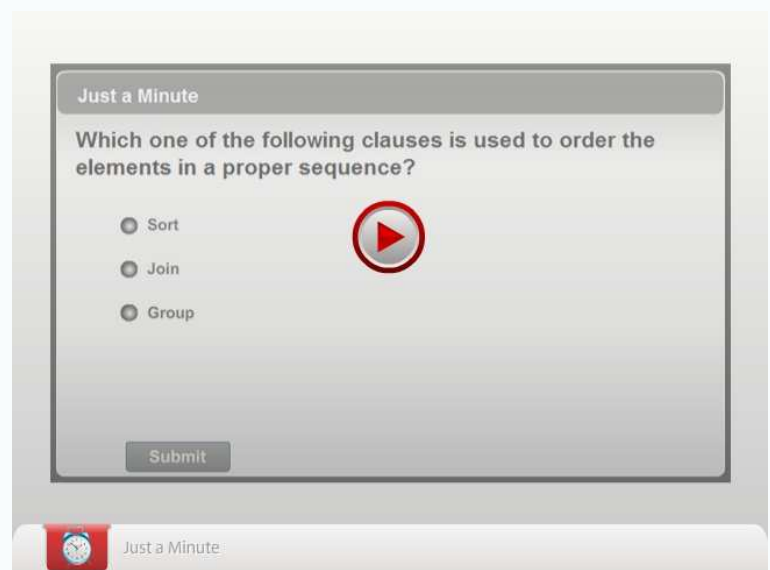 Just a Minute
Which one of the following clauses is used to order the
elements in a proper sequence?
Sort
Join
Group
Submit
Just a Minute